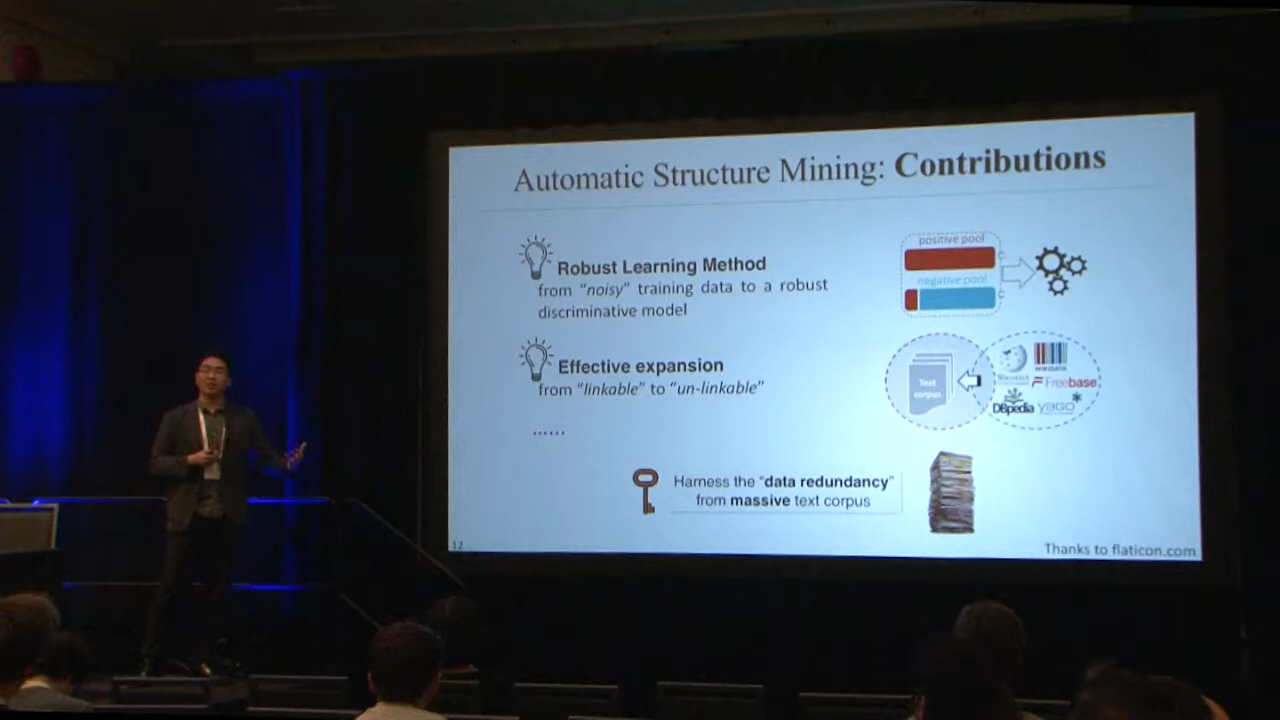 Automatic Structure Mining: Contributions
Robust Learning Method
from "noisy" training data to a robust
discriminative model
positive pool
negative pool
Effective expansion
from "linkable" to "un-linkable"
Text
corpus
WIKIDATA
Freebase
DBpedia
yago
......
Harness the "data redundancy"
from massive text corpus
12
Thanks to flaticon.com